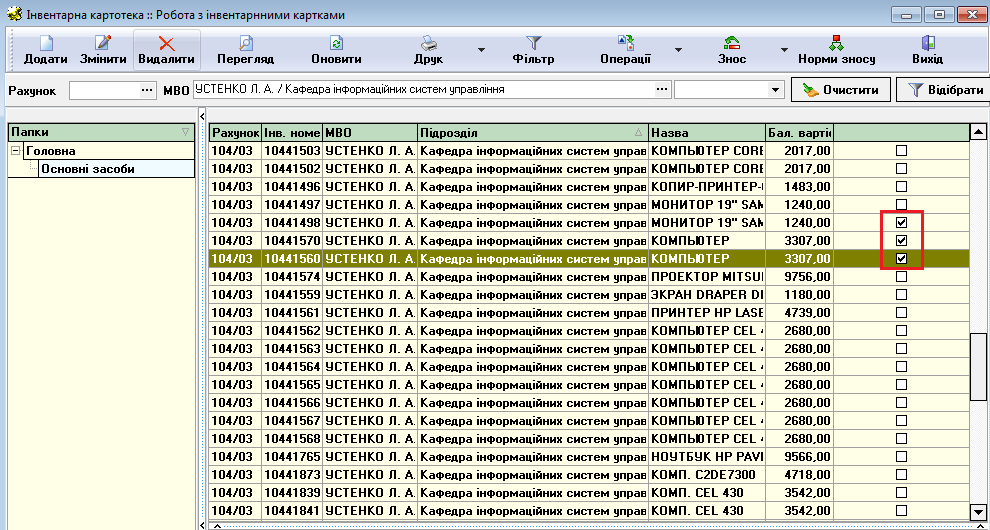 Інвентарна картотека :: Робота з інвентарнними картками
Додати Змінити Видалити Перегляд Оновити Друк Фільтр Операції Знос Норми зносу Вихід
Рахунок ... МВО УСТЕНКО Л. А. / Кафедра інформаційних систем управління ... Очистити Відібрати
Папки
Головна
Основні засоби
Рахунок Інв. номе МВО Підрозділ Назва Бал. вартіс
104/03 10441503 УСТЕНКО Л. А. Кафедра інформаційних систем управ КОМПЬЮТЕР CORE 2017,00
104/03 10441502 УСТЕНКО Л. А. Кафедра інформаційних систем управ КОМПЬЮТЕР CORE 2017,00
104/03 10441496 УСТЕНКО Л. А. Кафедра інформаційних систем управ КОПИР-ПРИНТЕР- 1483,00
104/03 10441497 УСТЕНКО Л. А. Кафедра інформаційних систем управ МОНИТОР 19" SAM 1240,00
104/03 10441498 УСТЕНКО Л. А. Кафедра інформаційних систем управ МОНИТОР 19" SAM 1240,00
104/03 10441570 УСТЕНКО Л. А. Кафедра інформаційних систем управ КОМПЬЮТЕР 3307,00
104/03 10441560 УСТЕНКО Л. А. Кафедра інформаційних систем управ КОМПЬЮТЕР 3307,00
104/03 10441574 УСТЕНКО Л. А. Кафедра інформаційних систем управ ПРОЕКТОР MITSUI 9756,00
104/03 10441559 УСТЕНКО Л. А. Кафедра інформаційних систем управ ЭКРАН DRAPER DI 1180,00
104/03 10441561 УСТЕНКО Л. А. Кафедра інформаційних систем управ ПРИНТЕР HP LASE 4739,00
104/03 10441562 УСТЕНКО Л. А. Кафедра інформаційних систем управ КОМПЬЮТЕР CEL 4 2680,00
104/03 10441563 УСТЕНКО Л. А. Кафедра інформаційних систем управ КОМПЬЮТЕР CEL 4 2680,00
104/03 10441564 УСТЕНКО Л. А. Кафедра інформаційних систем управ КОМПЬЮТЕР CEL 4 2680,00
104/03 10441565 УСТЕНКО Л. А. Кафедра інформаційних систем управ КОМПЬЮТЕР CEL 4 2680,00
104/03 10441566 УСТЕНКО Л. А. Кафедра інформаційних систем управ КОМПЬЮТЕР CEL 4 2680,00
104/03 10441567 УСТЕНКО Л. А. Кафедра інформаційних систем управ КОМПЬЮТЕР CEL 4 2680,00
104/03 10441568 УСТЕНКО Л. А. Кафедра інформаційних систем управ КОМПЬЮТЕР CEL 4 2680,00
104/03 10441765 УСТЕНКО Л. А. Кафедра інформаційних систем управ НОУТБУК HP PAVI 9566,00
104/03 10441873 УСТЕНКО Л. А. Кафедра інформаційних систем управ КОМП. C2DE7300 4718,00
104/03 10441839 УСТЕНКО Л. А. Кафедра інформаційних систем управ КОМП. CEL 430 3542,00
104/03 10441841 УСТЕНКО Л. А. Кафедра інформаційних систем управ КОМП. CEL 430 3542,00